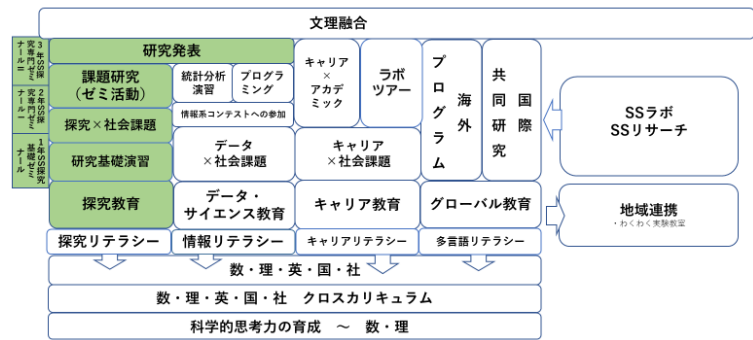 文理融合
3年SS探
究専門ゼミ
ナールⅡ
2年SS探
究専門ゼミ
ナールⅠ
1年SS探究
基礎ゼミ
ナール
研究発表
課題研究
(ゼミ活動)
探究×社会課題
研究基礎演習
探究教育
統計分析
演習
プログラ
ミング
情報系コンテストへの参加
データ
×社会課題
データ・
サイエンス教育
キャリア
×
アカデ
ミック
ラボ
ツアー
キャリア
×社会課題
キャリア教育
海外
プログラム
国際
共同研究
グローバル教育
SSラボ
SSリサーチ
地域連携
・わくわく実験教室
探究リテラシー
情報リテラシー
キャリアリテラシー
多言語リテラシー
数・理・英・国・社
数・理・英・国・社 クロスカリキュラム
科学的思考力の育成 ～ 数・理